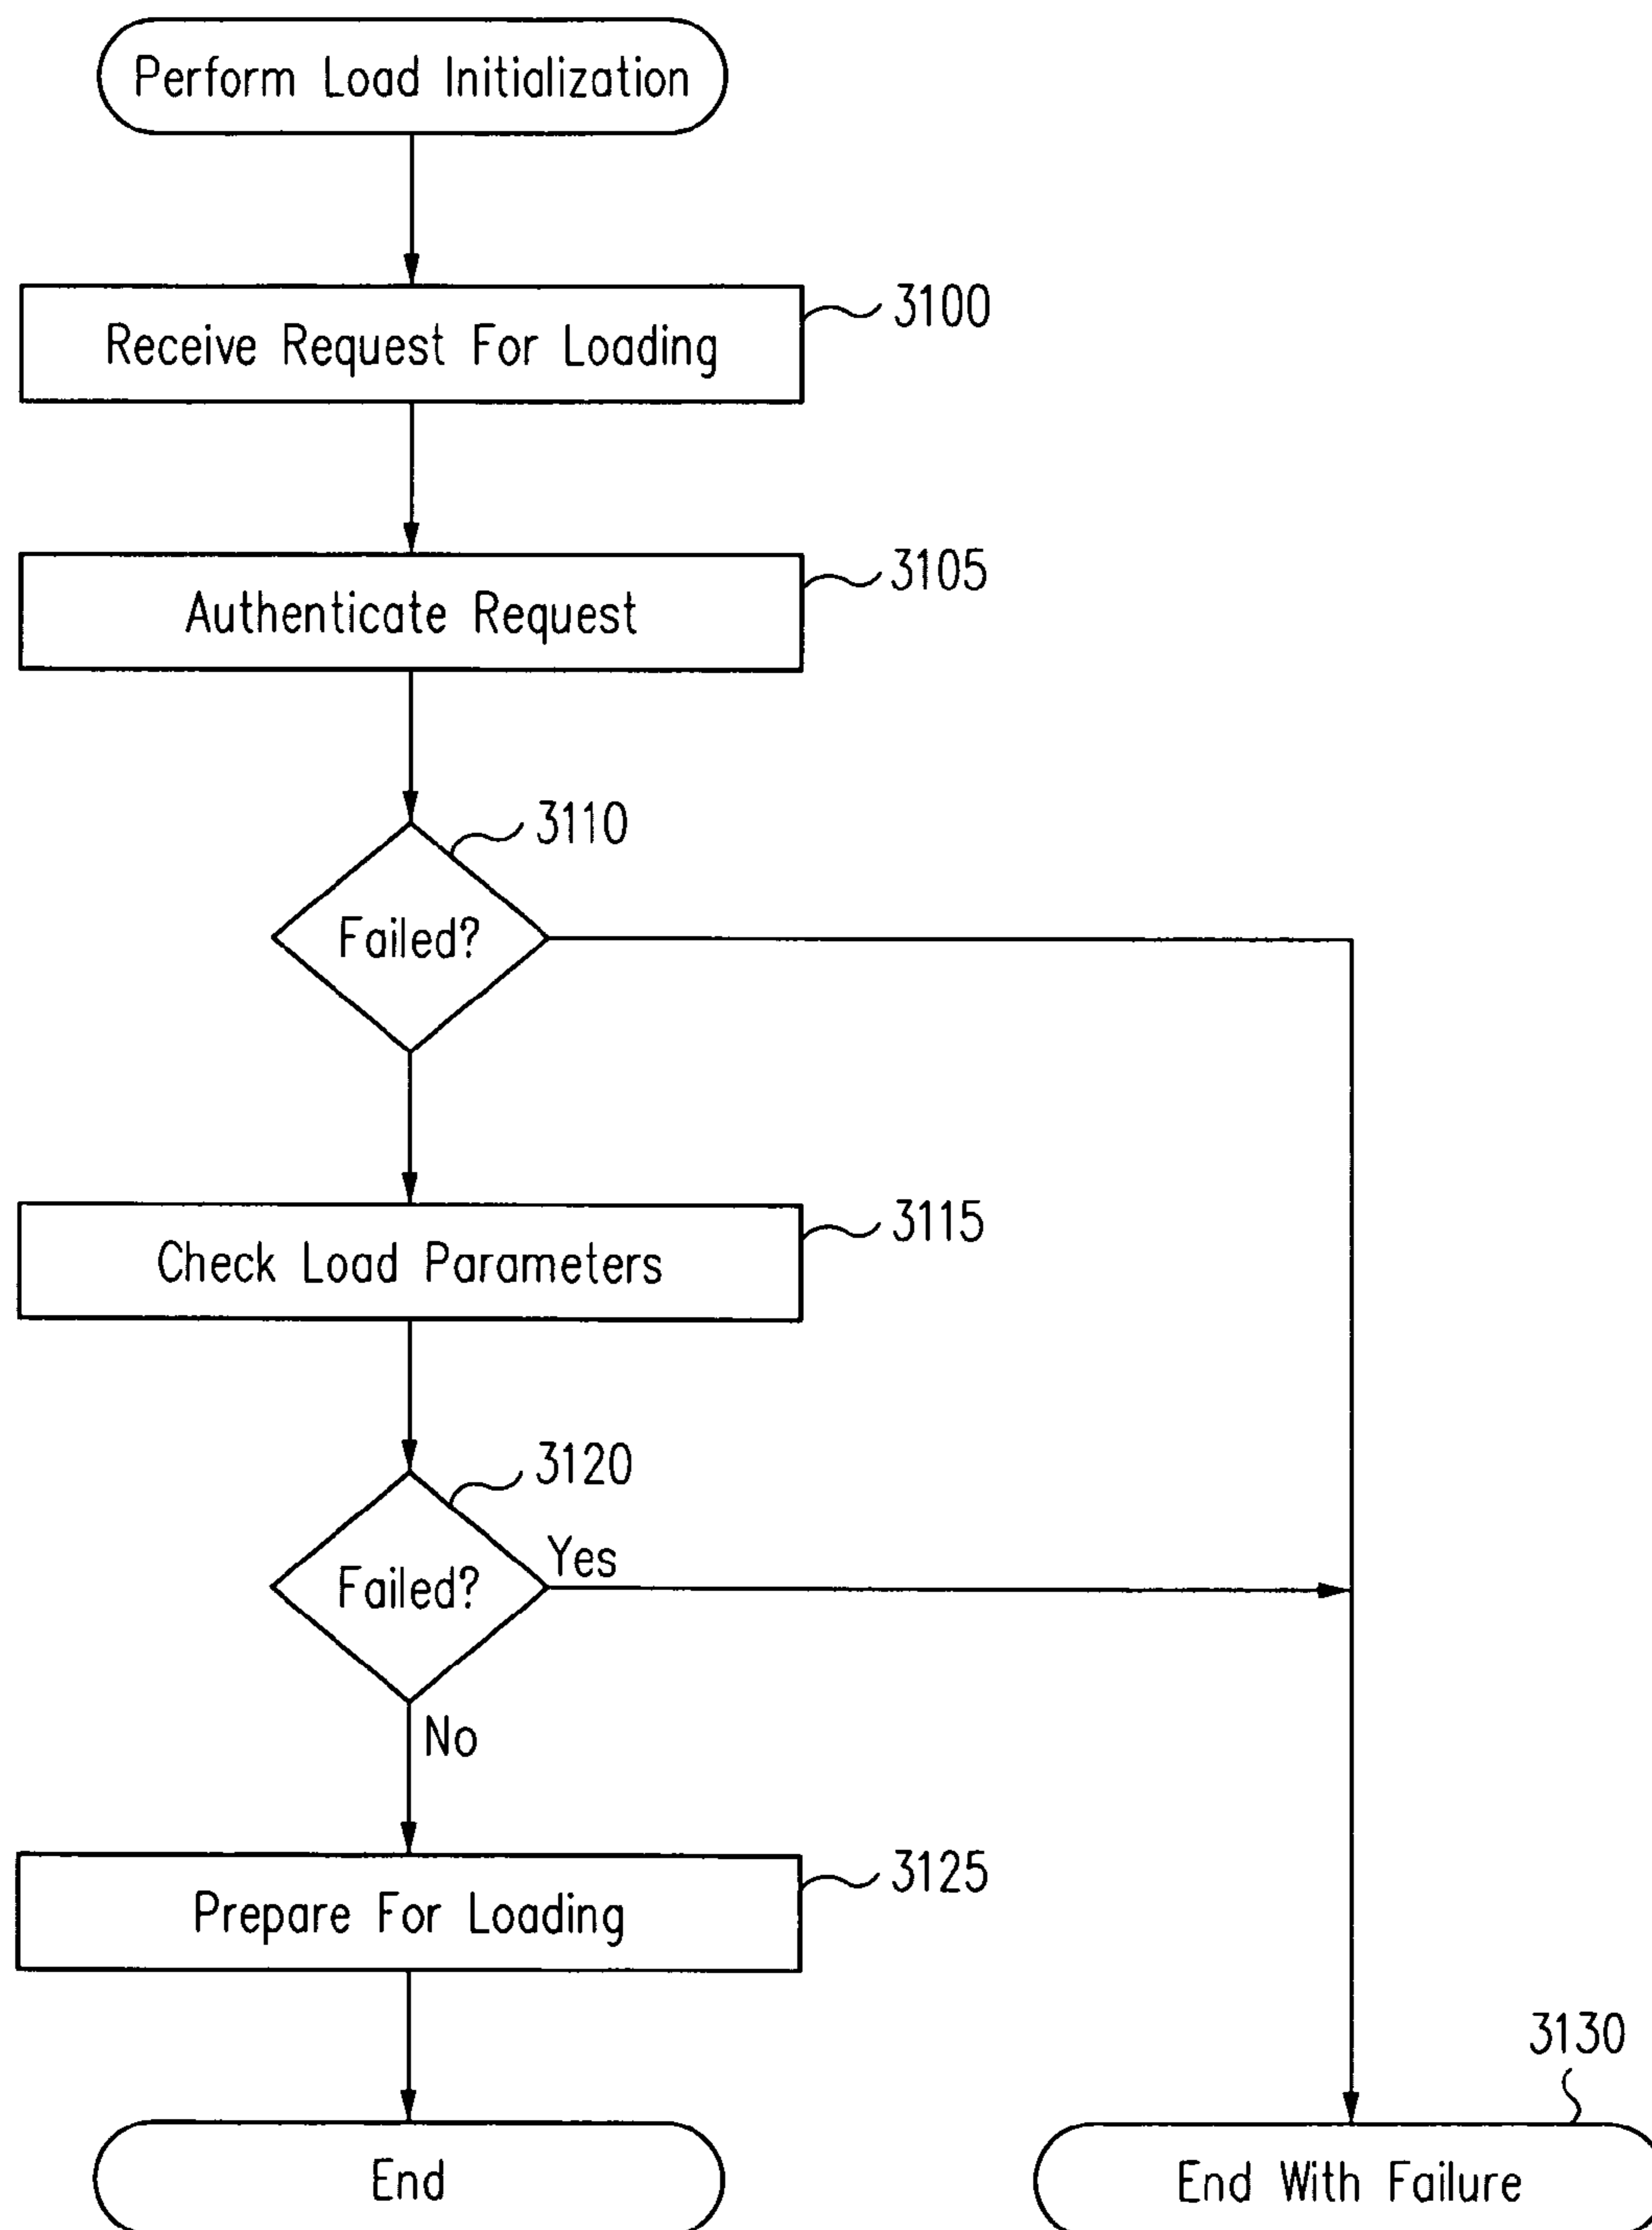 Perform Load Initialization
3100
Receive Request For Loading
3105
Authenticate Request
3110
Failed?
3115
Check Load Parameters
3120
Failed?
Yes
No
3125
Prepare For Loading
3130
End
End With Failure